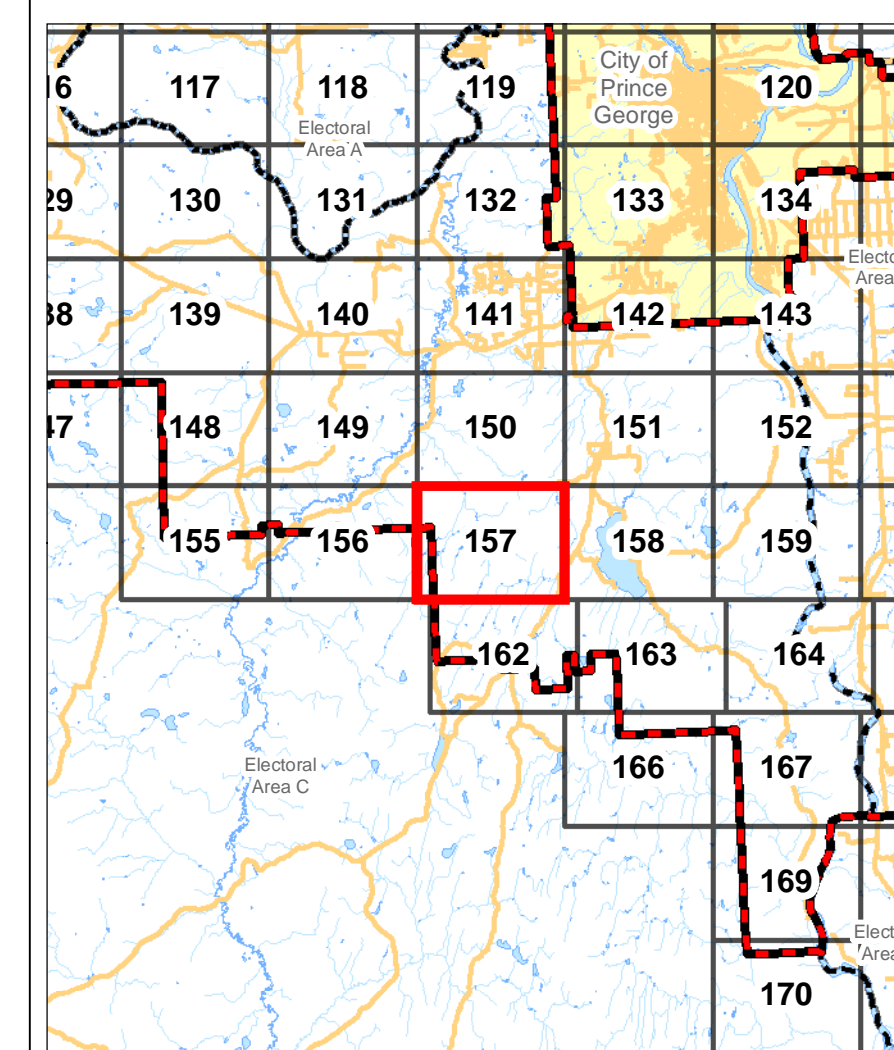 16 117 118 119 City of
Prince
George 120
Electoral
Area A
29 130 131 132 133 134
Electo
Area
38 139 140 141 142 143
47 148 149 150 151 152
155 156 157 158 159
162 163 164
Electoral
Area C
166 167
169
Elect
Area
170